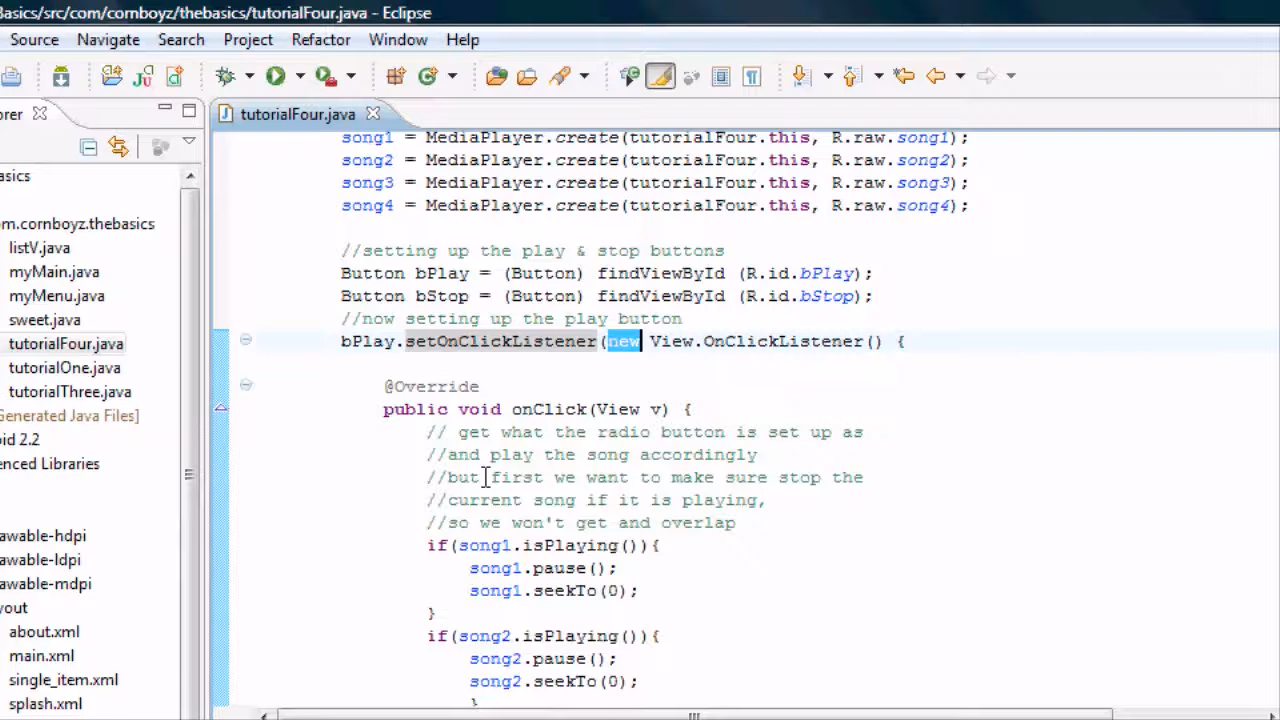 Basics/src/com/cornboyz/thebasics/tutorialFour.java - Eclipse
Source Navigate Search Project Refactor Window Help
orer
tutorialFour.java
asics
m.cornboyz.thebasics
listV.java
myMain.java
myMenu.java
sweet.java
tutorialFour.java
tutorialOne.java
tutorialThree.java
Generated Java Files]
oid 2.2
enced Libraries
awable-hdpi
awable-ldpi
awable-mdpi
yout
about.xml
main.xml
single_item.xml
splash.xml
song1 = MediaPlayer.create(tutorialFour.this, R.raw.song1);
song2 = MediaPlayer.create(tutorialFour.this, R.raw.song2);
song3 = MediaPlayer.create(tutorialFour.this, R.raw.song3);
song4 = MediaPlayer.create(tutorialFour.this, R.raw.song4);
//setting up the play & stop buttons
Button bPlay = (Button) findViewById (R.id.bPlay);
Button bStop = (Button) findViewById (R.id.bStop);
//now setting up the play button
bPlay.setOnClickListener(new View.OnClickListener() {
@Override
public void onClick(View v) {
// get what the radio button is set up as
//and play the song accordingly
//but first we want to make sure stop the
//current song if it is playing,
//so we won't get and overlap
if(song1.isPlaying()){
song1.pause();
song1.seekTo(0);
}
if(song2.isPlaying()){
song2.pause();
song2.seekTo(0);
}